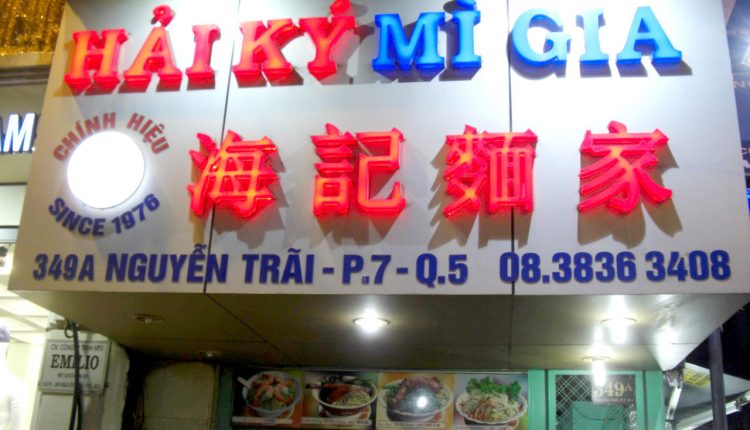 HẢI KÝ MÌ GIA
CHÍNH HIỆU
SINCE 1976
海記麵家
349A NGUYỄN TRÃI - P.7 - Q.5 08.3836 3408
AM.
EMILIO
349A